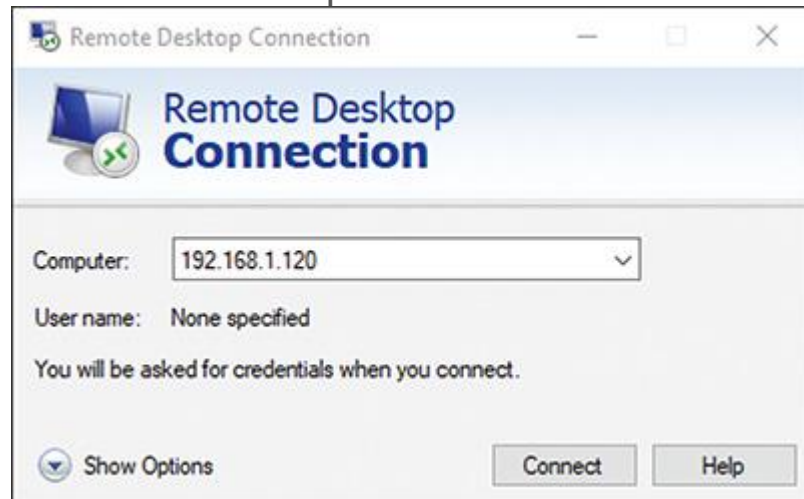 Remote Desktop Connection
Remote Desktop
Connection
Computer: 192.168.1.120
User name: None specified
You will be asked for credentials when you connect.
Show Options Connect Help